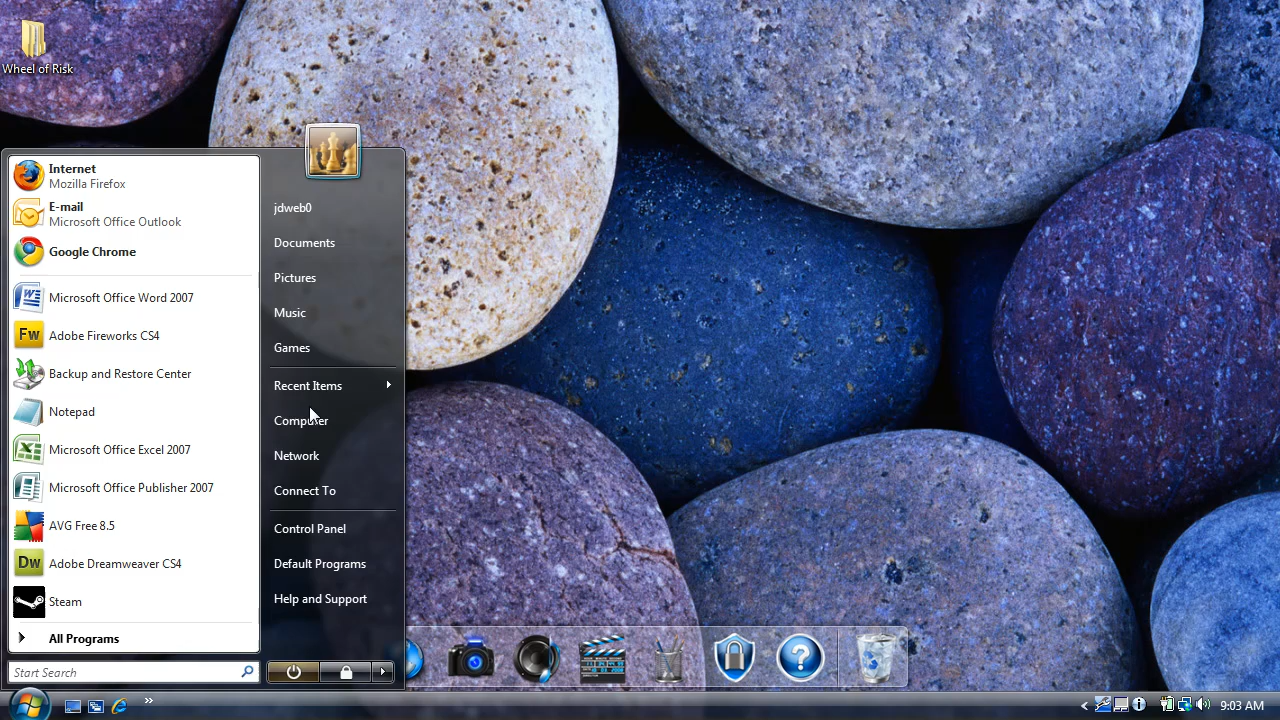 Wheel of Risk
Internet
Mozilla Firefox
E-mail
Microsoft Office Outlook
Google Chrome
Microsoft Office Word 2007
Fw Adobe Fireworks CS4
Backup and Restore Center
Notepad
Microsoft Office Excel 2007
Microsoft Office Publisher 2007
AVG Free 8.5
Dw Adobe Dreamweaver CS4
Steam
All Programs
Start Search
jdweb0
Documents
Pictures
Music
Games
Recent Items
Computer
Network
Connect To
Control Panel
Default Programs
Help and Support
?
9:03 AM